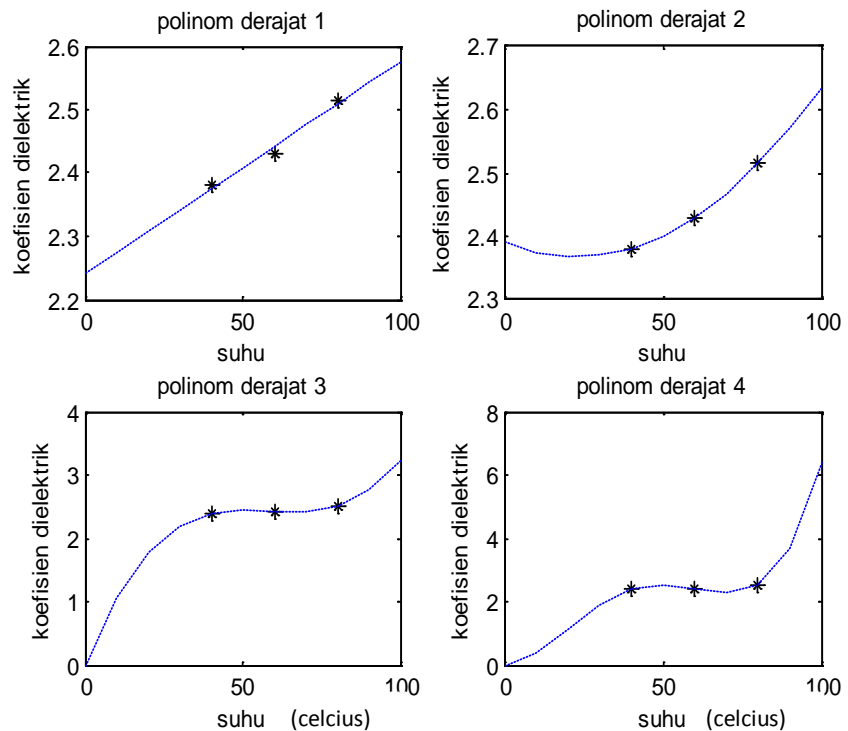 polinom derajat 1
2.6
2.5
2.4
2.3
2.2
0
50
100
koefisien dielektrik
suhu
polinom derajat 2
2.7
2.6
2.5
2.4
2.3
0
50
100
koefisien dielektrik
suhu
polinom derajat 3
4
3
2
1
0
0
50
100
koefisien dielektrik
suhu (celcius)
polinom derajat 4
8
6
4
2
0
0
50
100
koefisien dielektrik
suhu (celcius)